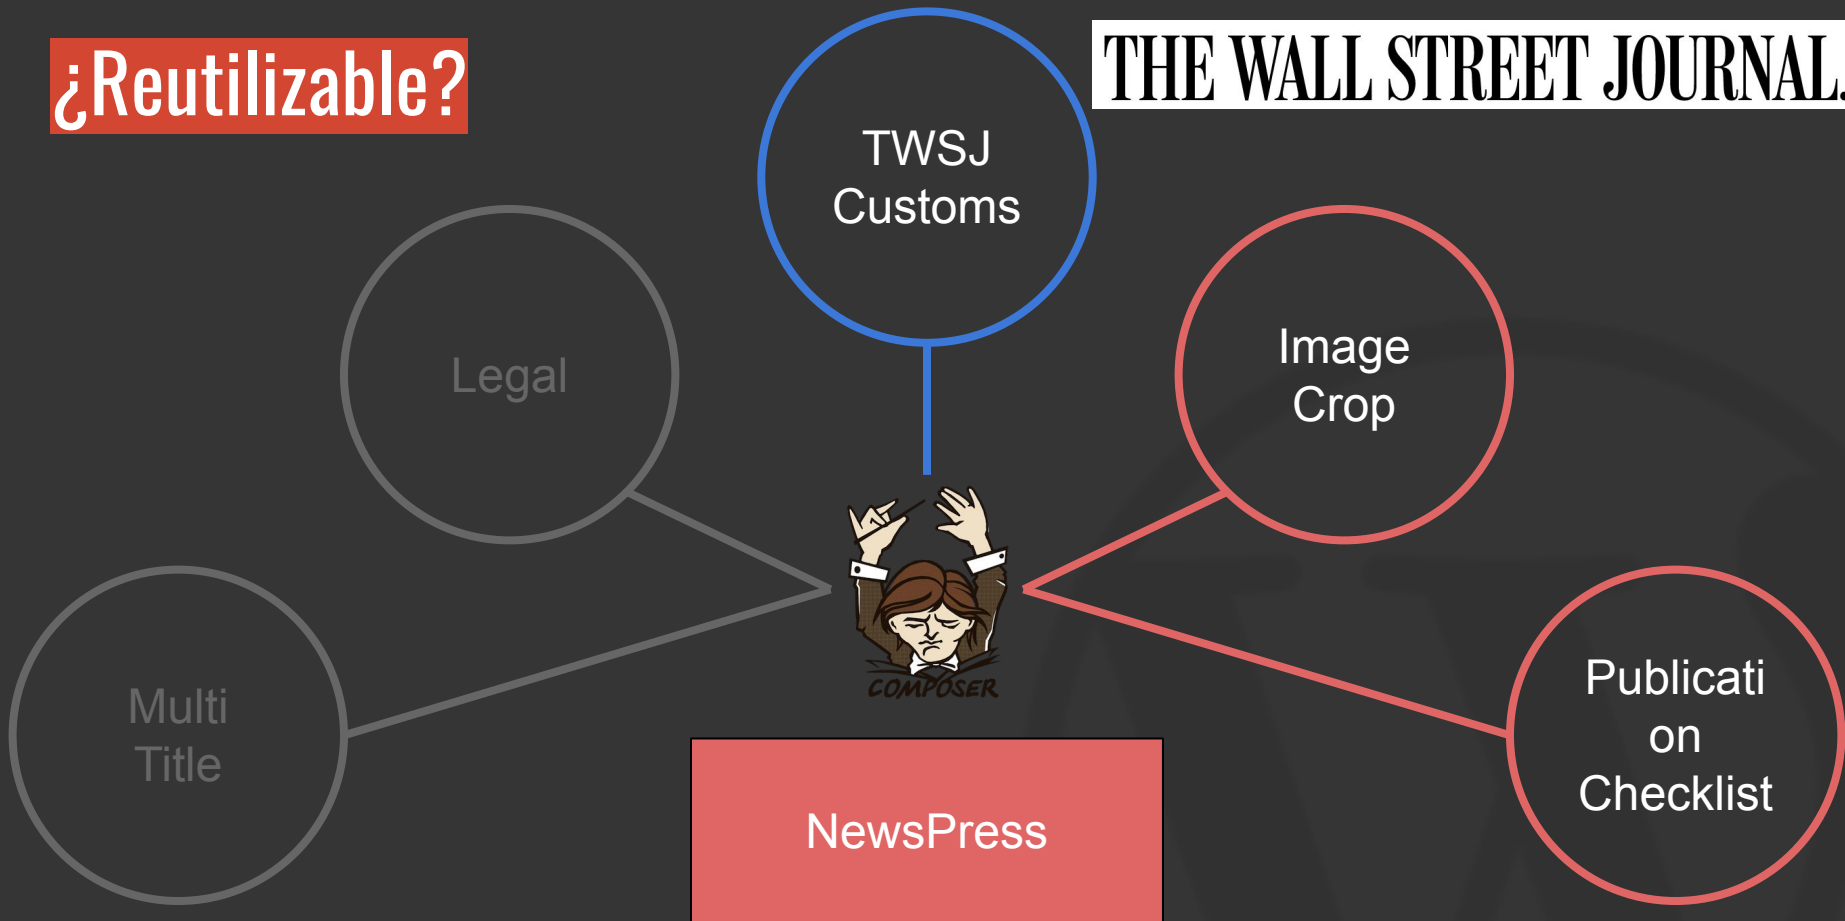 ¿Reutilizable?
THE WALL STREET JOURNAL.
TWSJ
Customs
Legal
Image
Crop
Multi
Title
COMPOSER
Publicati
on
Checklist
NewsPress